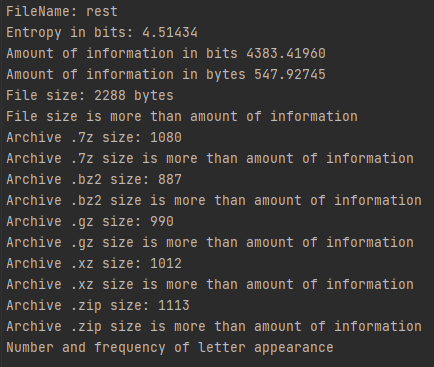 FileName: rest
Entropy in bits: 4.51434
Amount of information in bits 4383.41960
Amount of information in bytes 547.92745
File size: 2288 bytes
File size is more than amount of information
Archive .7z size: 1080
Archive .7z size is more than amount of information
Archive .bz2 size: 887
Archive .bz2 size is more than amount of information
Archive .gz size: 990
Archive .gz size is more than amount of information
Archive .xz size: 1012
Archive .xz size is more than amount of information
Archive .zip size: 1113
Archive .zip size is more than amount of information
Number and frequency of letter appearance